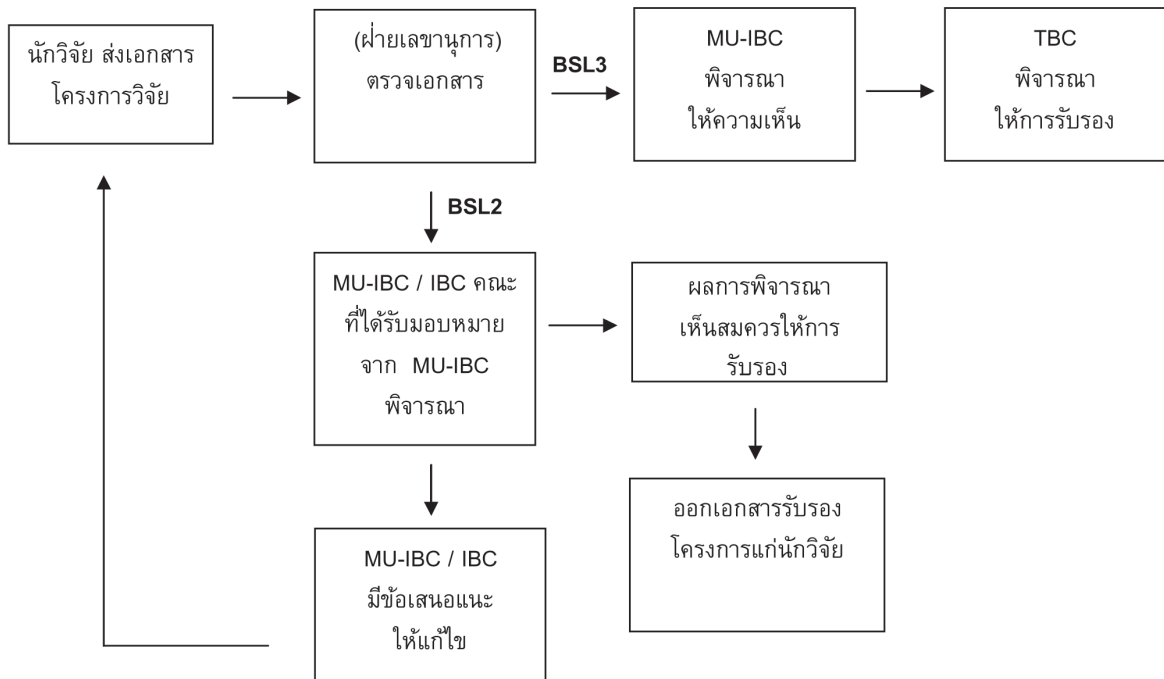 นักวิจัย ส่งเอกสาร
โครงการวิจัย
(ฝ่ายเลขานุการ)
ตรวจเอกสาร
BSL3
MU-IBC
พิจารณา
ให้ความเห็น
TBC
พิจารณา
ให้การรับรอง
BSL2
MU-IBC / IBC คณะ
ที่ได้รับมอบหมาย
จาก MU-IBC
พิจารณา
ผลการพิจารณา
เห็นสมควรให้การ
รับรอง
MU-IBC / IBC
มีข้อเสนอแนะ
ให้แก้ไข
ออกเอกสารรับรอง
โครงการแก่นักวิจัย